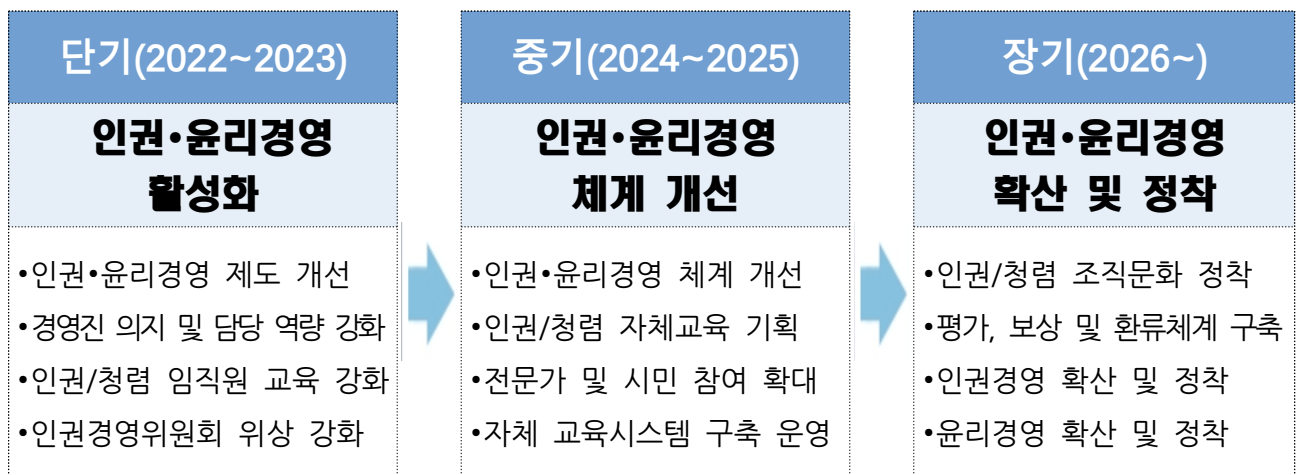 단기(2022~2023)
인권•윤리경영
활성화
•인권•윤리경영 제도 개선
•경영진 의지 및 담당 역량 강화
•인권/청렴 임직원 교육 강화
•인권경영위원회 위상 강화
중기(2024~2025)
인권•윤리경영
체계 개선
•인권•윤리경영 체계 개선
•인권/청렴 자체교육 기획
•전문가 및 시민 참여 확대
•자체 교육시스템 구축 운영
장기(2026~)
인권•윤리경영
확산 및 정착
•인권/청렴 조직문화 정착
•평가, 보상 및 환류체계 구축
•인권경영 확산 및 정착
•윤리경영 확산 및 정착